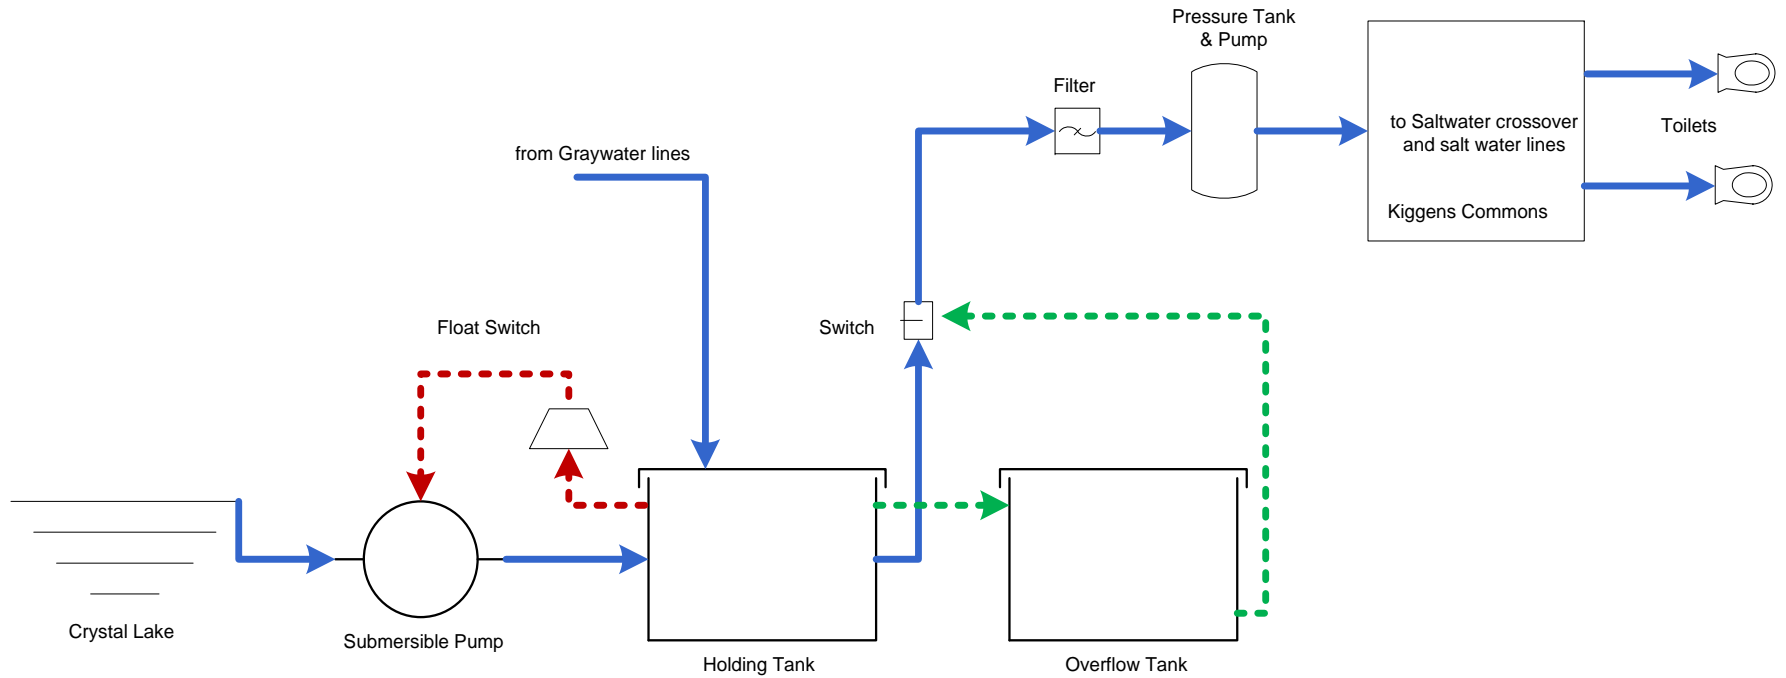 Pressure Tank
& Pump
Filter
to Saltwater crossover
and salt water lines
Toilets
from Graywater lines
Kiggens Commons
Float Switch
Switch
Crystal Lake
Submersible Pump
Holding Tank
Overflow Tank